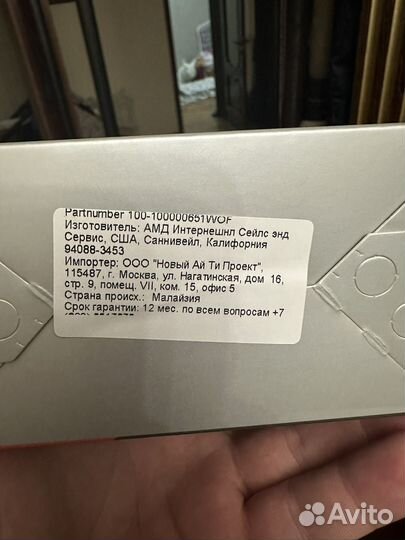 Partnumber 100-100000651WOF
Изготовитель: АМД Интернешнл Сейлс энд
Сервис, США, Саннивейл, Калифорния
94088-3453
Импортер: ООО "Новый Ай Ти Проект",
115487, г. Москва, ул. Нагатинская, дом 16,
стр. 9, помещ. VII, ком. 15, офис 5
Страна происх.: Малайзия
Срок гарантии: 12 мес. по всем вопросам +7
Avito